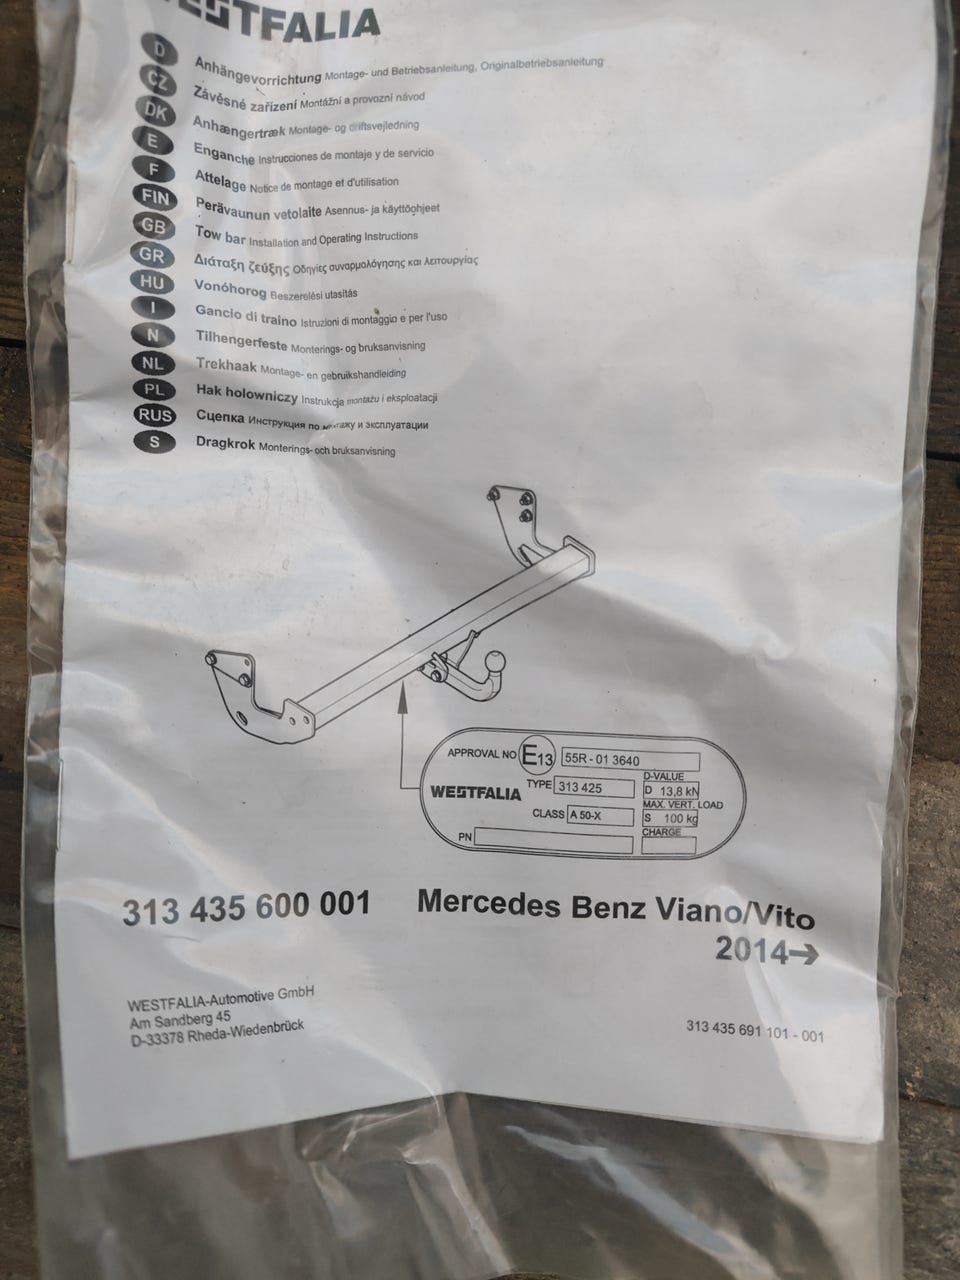 WESTFALIA
D Anhängevorrichtung Montage- und Betriebsanleitung, Originalbetriebsanleitung
CZ Závěsné zařízení Montážní a provozní návod
DK Anhængertræk Montage- og driftsvejledning
E Enganche Instrucciones de montaje y de servicio
F Attelage Notice de montage et d'utilisation
FIN Perävaunun vetolaite Asennus- ja käyttöohjeet
GB Tow bar Installation and Operating Instructions
GR Διάταξη ζεύξης Οδηγίες συναρμολόγησης και λειτουργίας
HU Vonóhorog Beszerelési utasítás
I Gancio di traino Istruzioni di montaggio e per l'uso
N Tilhengerfeste Monterings- og bruksanvisning
NL Trekhaak Montage- en gebruikshandleiding
PL Hak holowniczy Instrukcja montażu i eksploatacji
RUS Сцепка Инструкция по монтажу и эксплуатации
S Dragkrok Monterings- och bruksanvisning
APPROVAL NO E13 55R - 01 3640
WESTFALIA TYPE 313 425
D-VALUE
D 13,8 kN
CLASS A 50-X
MAX. VERT. LOAD
S 100 kg
PN
CHARGE
313 435 600 001 Mercedes Benz Viano/Vito
2014→
WESTFALIA-Automotive GmbH
Am Sandberg 45
D-33378 Rheda-Wiedenbrück
313 435 691 101 - 001